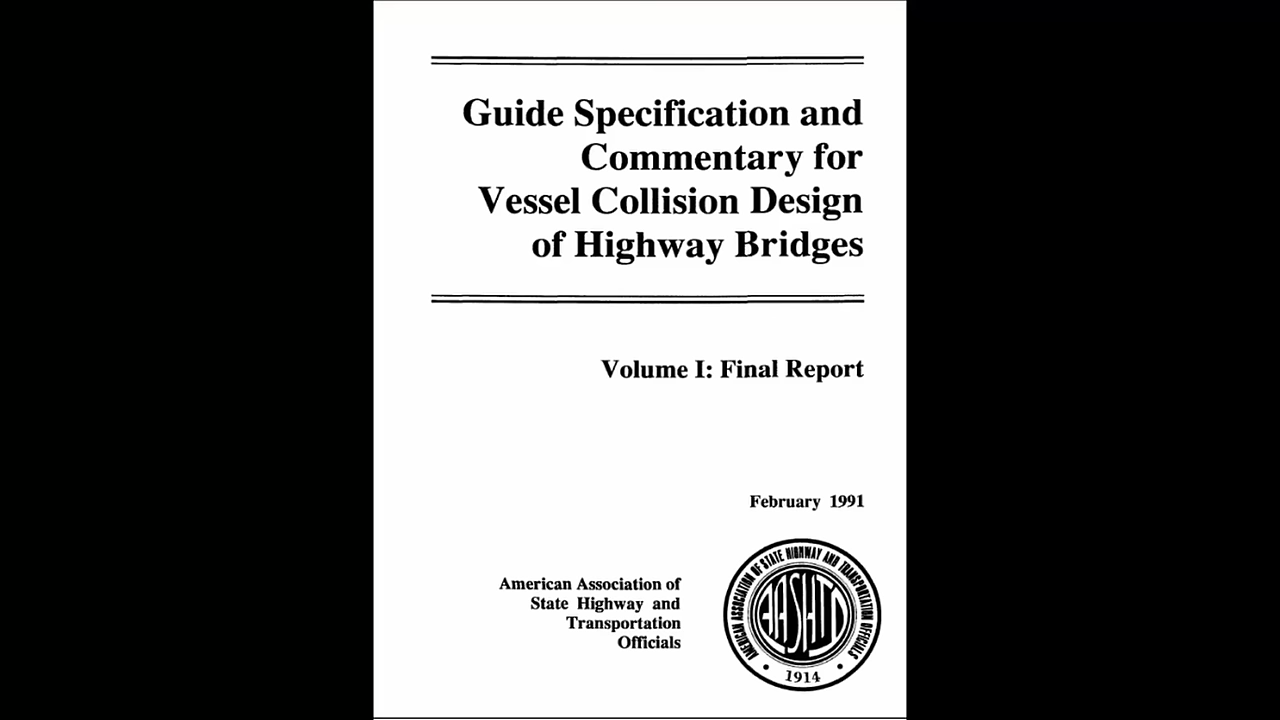 Guide Specification and
Commentary for
Vessel Collision Design
of Highway Bridges
Volume I: Final Report
February 1991
American Association of
State Highway and
Transportation
Officials
AMERICAN ASSOCIATION OF STATE HIGHWAY AND TRANSPORTATION OFFICIALS
AASHTO
1914